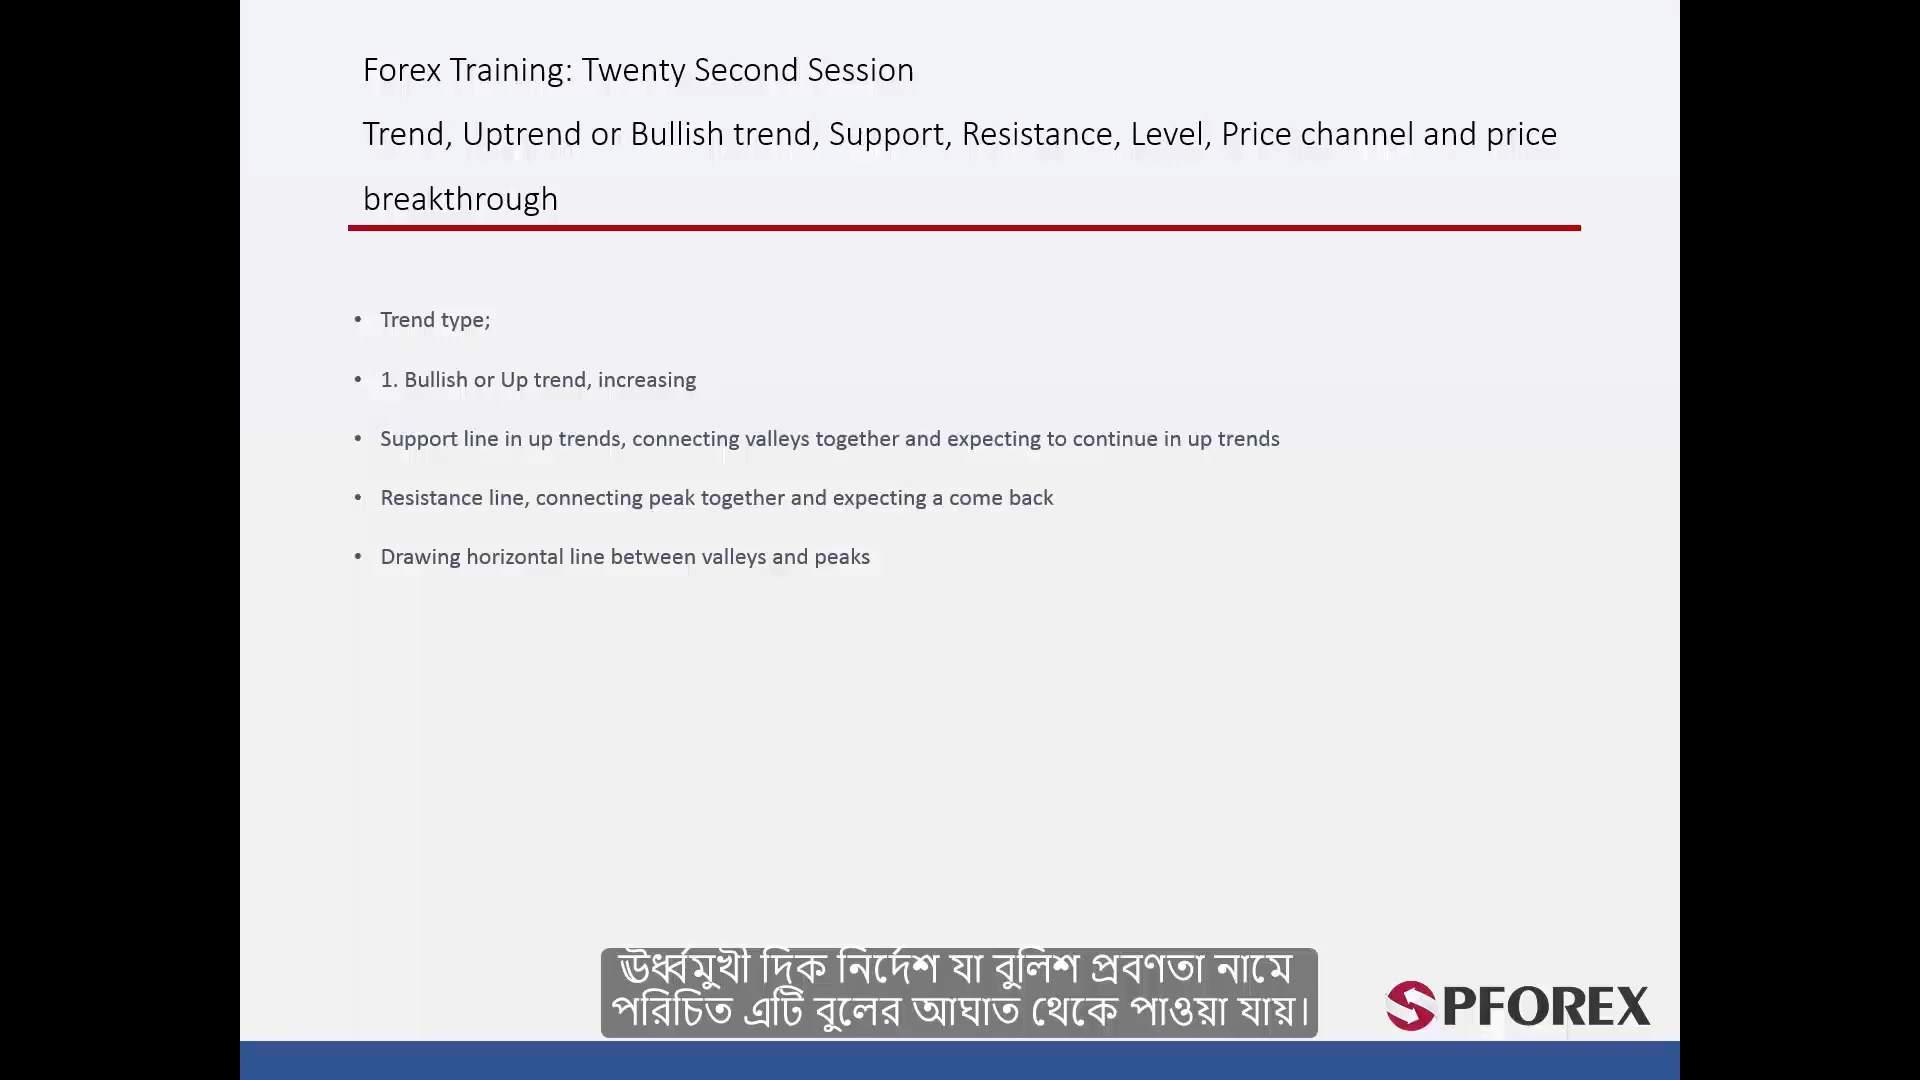 Forex Training: Twenty Second Session
Trend, Uptrend or Bullish trend, Support, Resistance, Level, Price channel and price
breakthrough
• Trend type;
• 1. Bullish or Up trend, increasing
• Support line in up trends, connecting valleys together and expecting to continue in up trends
• Resistance line, connecting peak together and expecting a come back
• Drawing horizontal line between valleys and peaks
ঊর্ধ্বমুখী দিক নির্দেশ যা বুলিশ প্রবণতা নামে
পরিচিত এটি বুলের আঘাত থেকে পাওয়া যায়।
PFOREX